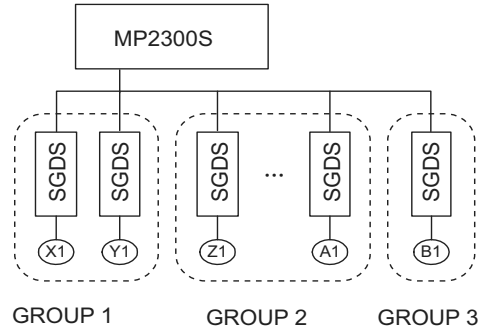 MP2300S
SGDS SGDS SGDS ... SGDS SGDS
X1 Y1 Z1 A1 B1
GROUP 1 GROUP 2 GROUP 3